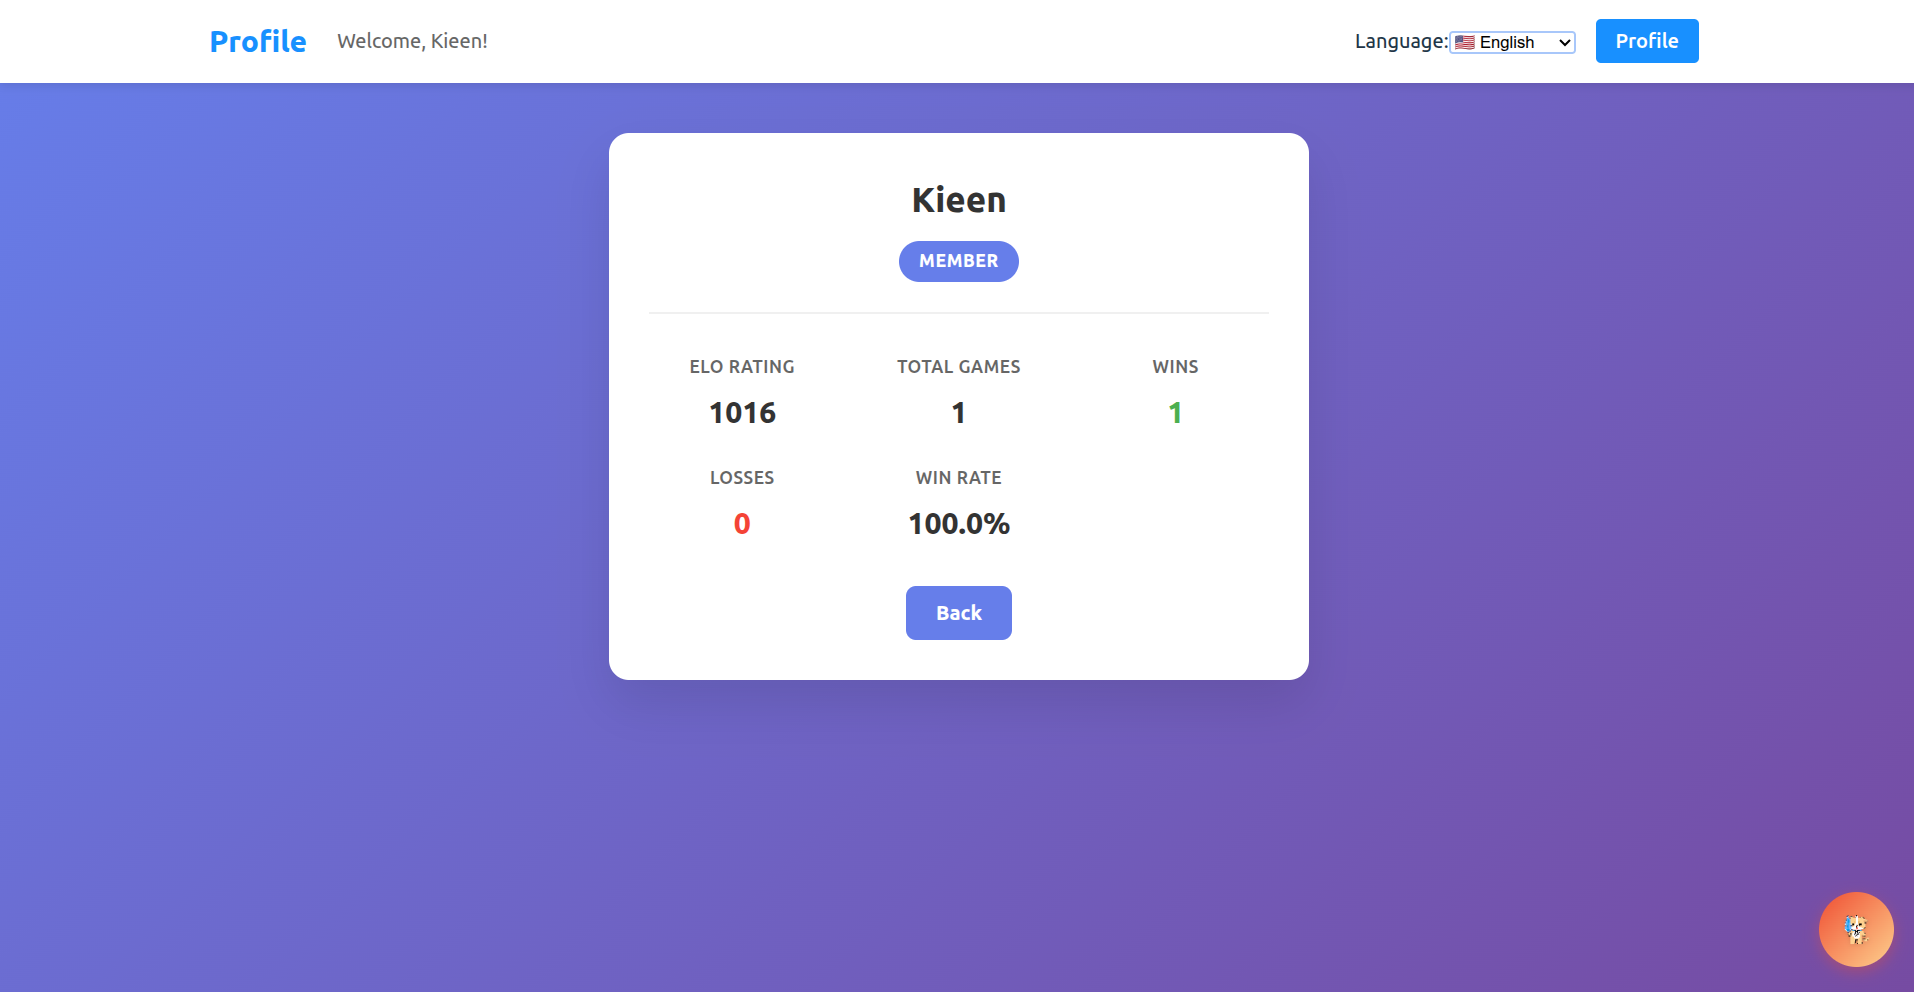 Profile
Welcome, Kieen!
Language:
English
Profile
Kieen
MEMBER
ELO RATING
TOTAL GAMES
WINS
1016
1
1
LOSSES
WIN RATE
0
100.0%
Back